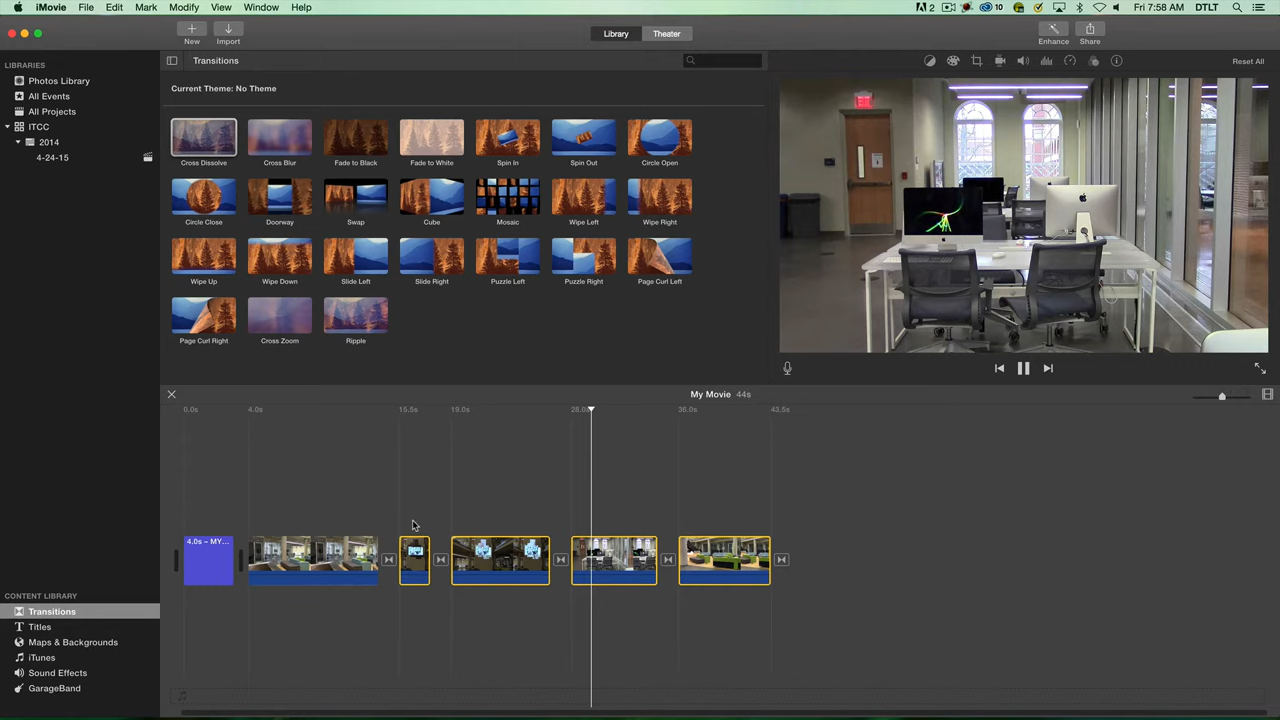 iMovie File Edit Mark Modify View Window Help 2 10 Fri 7:58 AM DTLT
New Import Library Theater Enhance Share
LIBRARIES
Photos Library
All Events
All Projects
ITCC
2014
4-24-15
Transitions
Reset All
Current Theme: No Theme
Cross Dissolve Cross Blur Fade to Black Fade to White Spin In Spin Out Circle Open
Circle Close Doorway Swap Cube Mosaic Wipe Left Wipe Right
Wipe Up Wipe Down Slide Left Slide Right Puzzle Left Puzzle Right Page Curl Left
Page Curl Right Cross Zoom Ripple
My Movie 44s
0.0s 4.0s 15.5s 19.0s 28.0s 36.0s 43.5s
4.0s – MY...
CONTENT LIBRARY
Transitions
Titles
Maps & Backgrounds
iTunes
Sound Effects
GarageBand